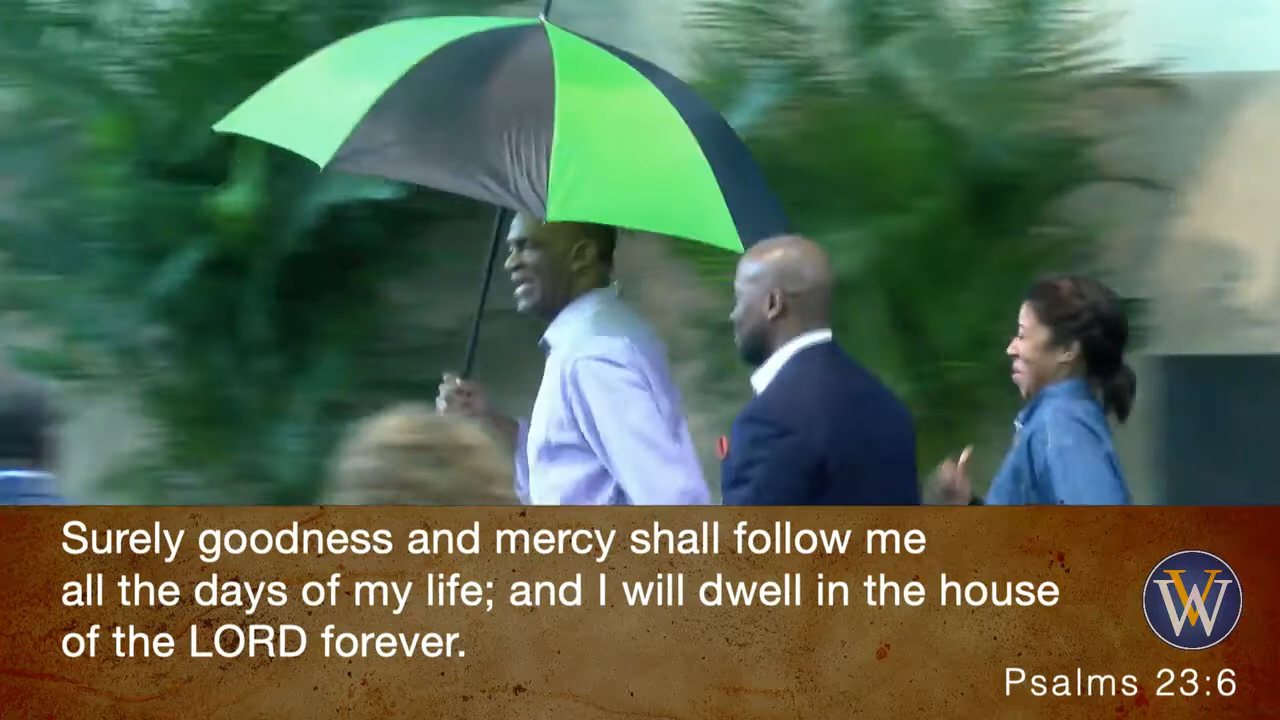 Surely goodness and mercy shall follow me
all the days of my life; and I will dwell in the house
of the LORD forever.
VW
Psalms 23:6